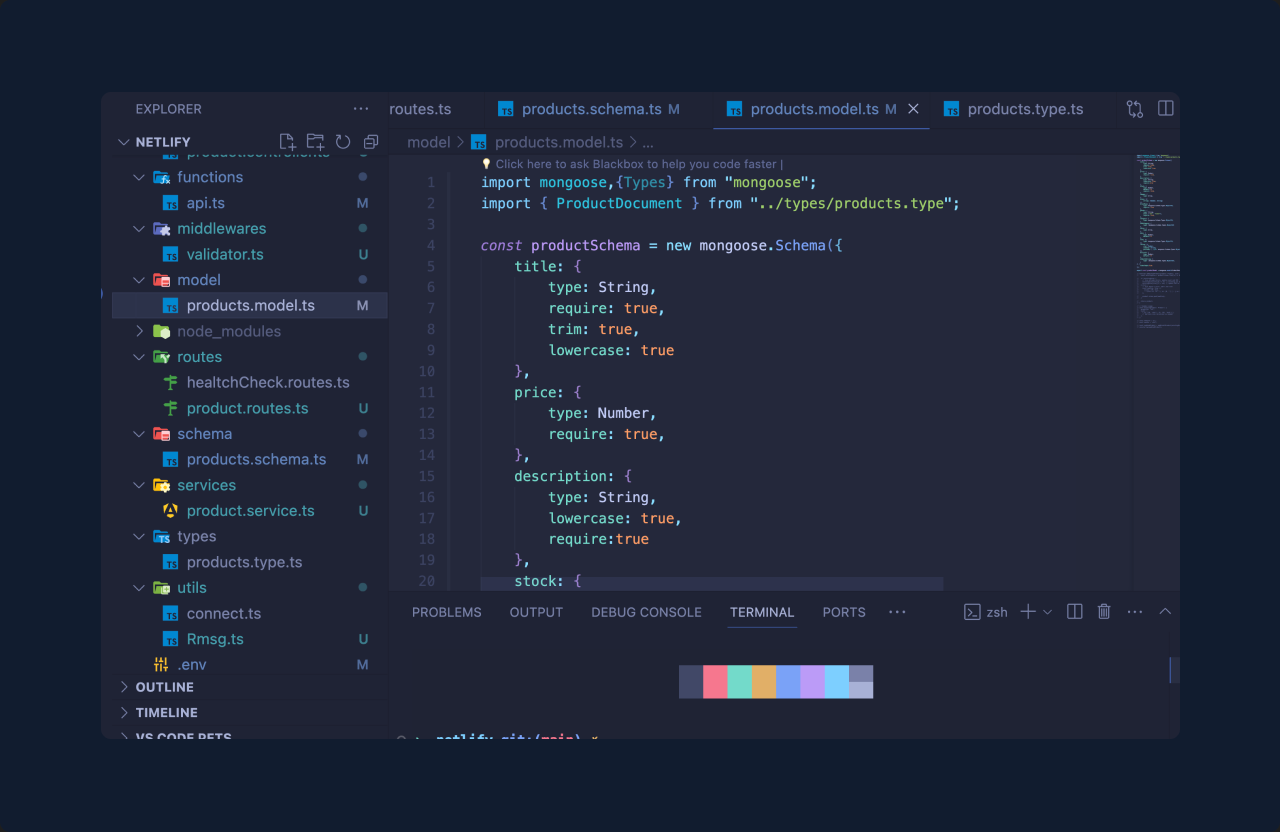 EXPLORER
NETLIFY
functions
api.ts M
middlewares
validator.ts U
model
products.model.ts M
node_modules
routes
healtchCheck.routes.ts
product.routes.ts U
schema
products.schema.ts M
services
product.service.ts U
types
products.type.ts
utils
connect.ts
Rmsg.ts U
.env M
OUTLINE
TIMELINE
VS CODE PETS
routes.ts products.schema.ts M products.model.ts M products.type.ts
model > products.model.ts > ...
Click here to ask Blackbox to help you code faster |
1 import mongoose,{Types} from "mongoose";
2 import { ProductDocument } from "../types/products.type";
3
4 const productSchema = new mongoose.Schema({
5 title: {
6 type: String,
7 require: true,
8 trim: true,
9 lowercase: true
10 },
11 price: {
12 type: Number,
13 require: true,
14 },
15 description: {
16 type: String,
17 lowercase: true,
18 require:true
19 },
20 stock: {
PROBLEMS OUTPUT DEBUG CONSOLE TERMINAL PORTS ... zsh
netlify git:(main)